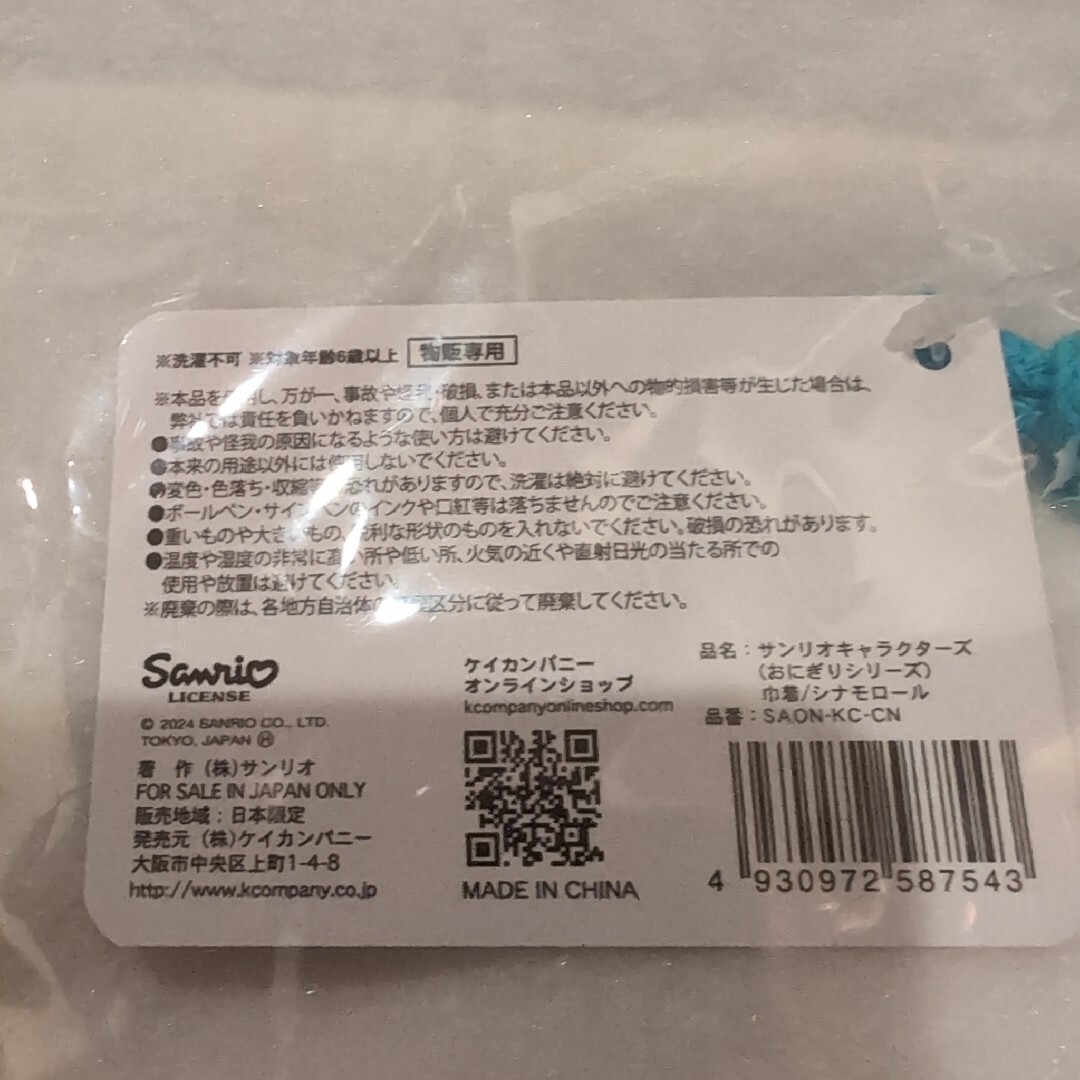 ※洗濯不可 ※対象年齢6歳以上 物販専用
※本品を使用し、万が一、事故や怪我・破損、または本品以外への物的損害等が生じた場合は、
弊社では責任を負いかねますので、個人で充分ご注意ください。
●事故や怪我の原因になるような使い方は避けてください。
●本来の用途以外には使用しないでください。
●変色・色落ち・収縮等の恐れがありますので、洗濯は絶対に避けてください。
●ボールペン・サインペンのインクや口紅等は落ちませんのでご注意ください。
●重いものや大きいもの、鋭利な形状のものを入れないでください。破損の恐れがあります。
●温度や湿度の非常に高い所や低い所、火気の近くや直射日光の当たる所での
使用や放置は避けてください。
※廃棄の際は、各地方自治体の区分に従って廃棄してください。
Sanrio
LICENSE
© 2024 SANRIO CO., LTD.
TOKYO, JAPAN Ⓗ
著 作 (株)サンリオ
FOR SALE IN JAPAN ONLY
販売地域:日本限定
発売元 (株)ケイカンパニー
大阪市中央区上町1-4-8
http://www.kcompany.co.jp
ケイカンパニー
オンラインショップ
kcompanyonlineshop.com
MADE IN CHINA
品名:サンリオキャラクターズ
(おにぎりシリーズ)
巾着/シナモロール
品番:SAON-KC-CN
4 930972 587543